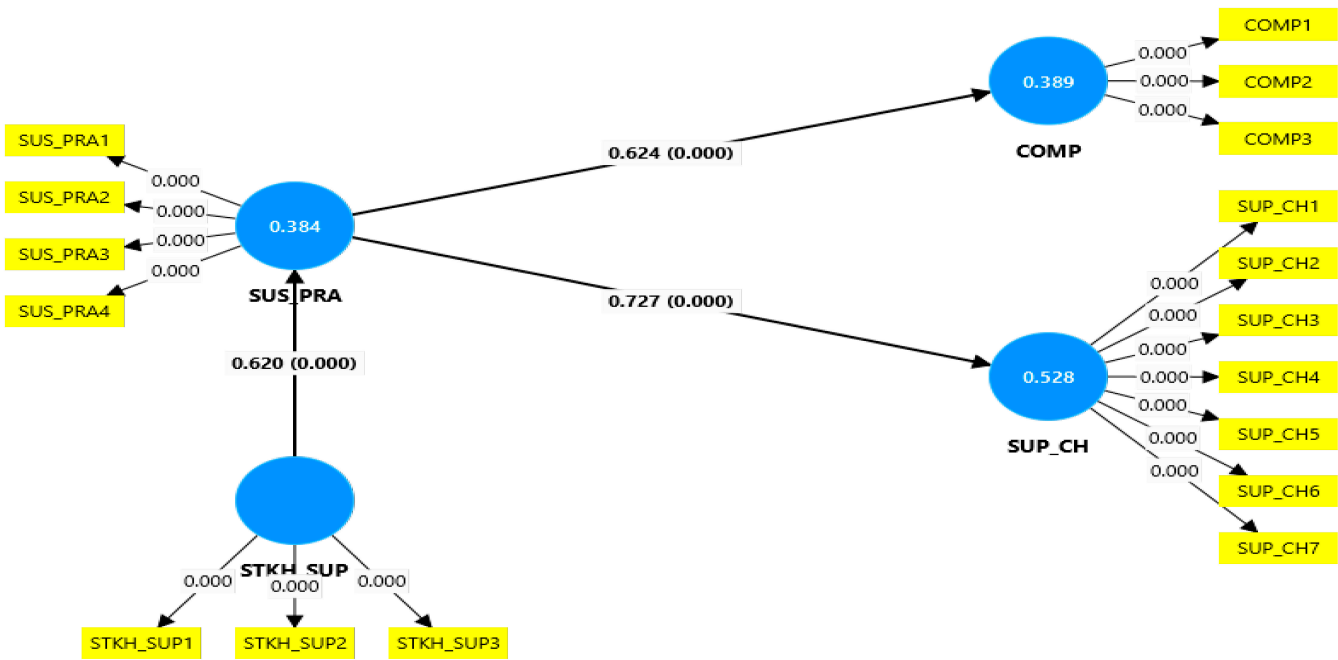 COMP1
0.000
0.389
0.000
COMP2
0.000
COMP3
COMP
SUS_PRA1
0.000
SUS_PRA2
0.000
SUS_PRA3
0.000
SUS_PRA4
0.000
0.384
SUS_PRA
0.624 (0.000)
0.727 (0.000)
0.620 (0.000)
SUP_CH1
0.000
SUP_CH2
0.000
SUP_CH3
0.000
0.528
0.000
SUP_CH4
0.000
SUP_CH5
0.000
SUP_CH6
0.000
SUP_CH7
SUP_CH
STKH_SUP
0.000
0.000
0.000
STKH_SUP1
STKH_SUP2
STKH_SUP3